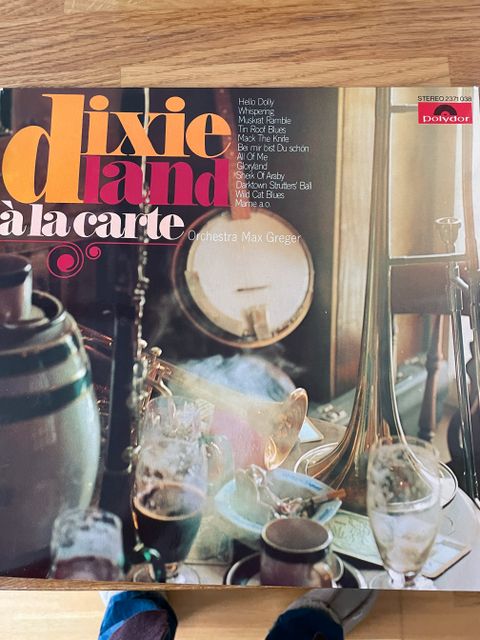 dixie
land
à la carte
Orchestra Max Greger
Hello Dolly
Whispering
Muskrat Ramble
Tin Roof Blues
Mack The Knife
Bei mir bist Du schön
All Of Me
Gloryland
Sheik Of Araby
Darktown Strutters' Ball
Wild Cat Blues
Mame a.o.
STEREO 2371 038
Polydor